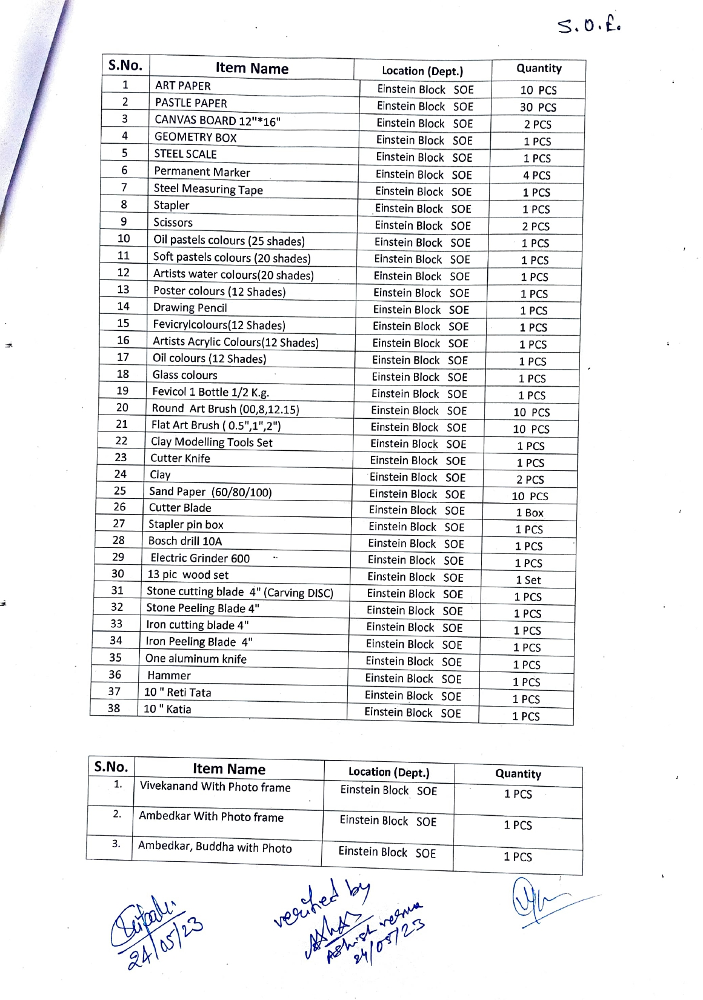 S.O.E.
S.No. Item Name Location (Dept.) Quantity
1 ART PAPER Einstein Block SOE 10 PCS
2 PASTLE PAPER Einstein Block SOE 30 PCS
3 CANVAS BOARD 12"*16" Einstein Block SOE 2 PCS
4 GEOMETRY BOX Einstein Block SOE 1 PCS
5 STEEL SCALE Einstein Block SOE 1 PCS
6 Permanent Marker Einstein Block SOE 4 PCS
7 Steel Measuring Tape Einstein Block SOE 1 PCS
8 Stapler Einstein Block SOE 1 PCS
9 Scissors Einstein Block SOE 2 PCS
10 Oil pastels colours (25 shades) Einstein Block SOE 1 PCS
11 Soft pastels colours (20 shades) Einstein Block SOE 1 PCS
12 Artists water colours(20 shades) Einstein Block SOE 1 PCS
13 Poster colours (12 Shades) Einstein Block SOE 1 PCS
14 Drawing Pencil Einstein Block SOE 1 PCS
15 Fevicrylcolours(12 Shades) Einstein Block SOE 1 PCS
16 Artists Acrylic Colours(12 Shades) Einstein Block SOE 1 PCS
17 Oil colours (12 Shades) Einstein Block SOE 1 PCS
18 Glass colours Einstein Block SOE 1 PCS
19 Fevicol 1 Bottle 1/2 K.g. Einstein Block SOE 1 PCS
20 Round Art Brush (00,8,12.15) Einstein Block SOE 10 PCS
21 Flat Art Brush ( 0.5",1",2") Einstein Block SOE 10 PCS
22 Clay Modelling Tools Set Einstein Block SOE 1 PCS
23 Cutter Knife Einstein Block SOE 1 PCS
24 Clay Einstein Block SOE 2 PCS
25 Sand Paper (60/80/100) Einstein Block SOE 10 PCS
26 Cutter Blade Einstein Block SOE 1 Box
27 Stapler pin box Einstein Block SOE 1 PCS
28 Bosch drill 10A Einstein Block SOE 1 PCS
29 Electric Grinder 600 Einstein Block SOE 1 PCS
30 13 pic wood set Einstein Block SOE 1 Set
31 Stone cutting blade 4" (Carving DISC) Einstein Block SOE 1 PCS
32 Stone Peeling Blade 4" Einstein Block SOE 1 PCS
33 Iron cutting blade 4" Einstein Block SOE 1 PCS
34 Iron Peeling Blade 4" Einstein Block SOE 1 PCS
35 One aluminum knife Einstein Block SOE 1 PCS
36 Hammer Einstein Block SOE 1 PCS
37 10 " Reti Tata Einstein Block SOE 1 PCS
38 10 " Katia Einstein Block SOE 1 PCS
S.No. Item Name Location (Dept.) Quantity
1. Vivekanand With Photo frame Einstein Block SOE 1 PCS
2. Ambedkar With Photo frame Einstein Block SOE 1 PCS
3. Ambedkar, Buddha with Photo Einstein Block SOE 1 PCS
24/05/23
verified by
Ashish verma
24/05/23